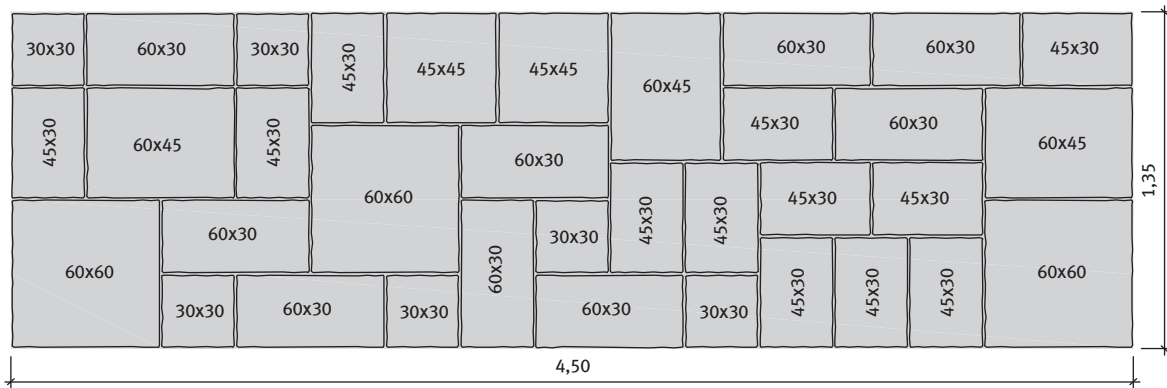 30x30 60x30 30x30 45x30 45x45 45x45 60x45 60x30 60x30 45x30
45x30 60x45 45x30 60x60 60x30 45x30 60x30 60x45
60x60 60x30 60x30 30x30 45x30 45x30 45x30 45x30 60x60
30x30 60x30 30x30 60x30 30x30 45x30 45x30 45x30
1,35
4,50